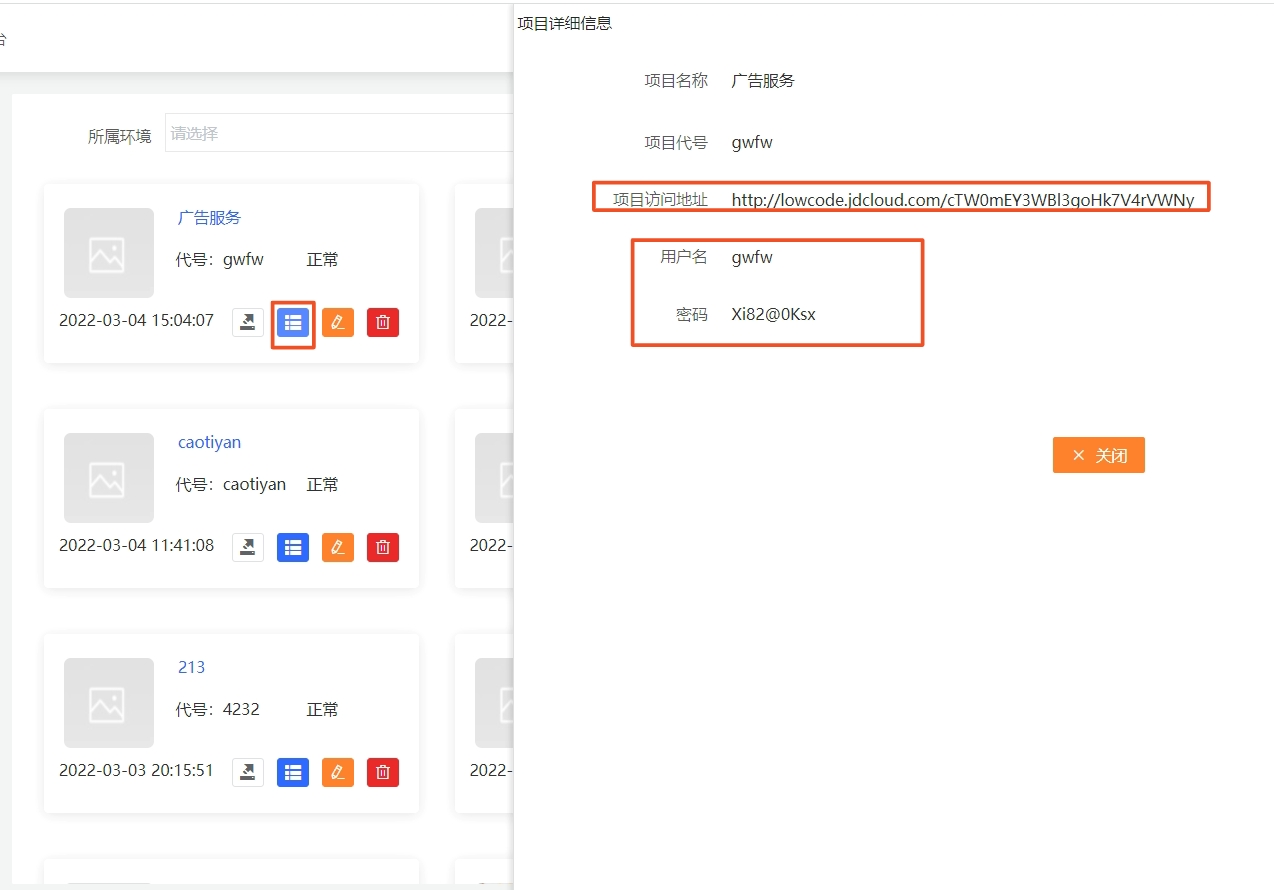 台
所属环境 请选择
广告服务
代号：gwfw 正常
2022-03-04 15:04:07
2022-
caotiyan
代号：caotiyan 正常
2022-03-04 11:41:08
2022-
213
代号：4232 正常
2022-03-03 20:15:51
2022-
项目详细信息
项目名称 广告服务
项目代号 gwfw
项目访问地址 http://lowcode.jdcloud.com/cTW0mEY3WBl3qoHk7V4rVWNy
用户名 gwfw
密码 Xi82@0Ksx
× 关闭